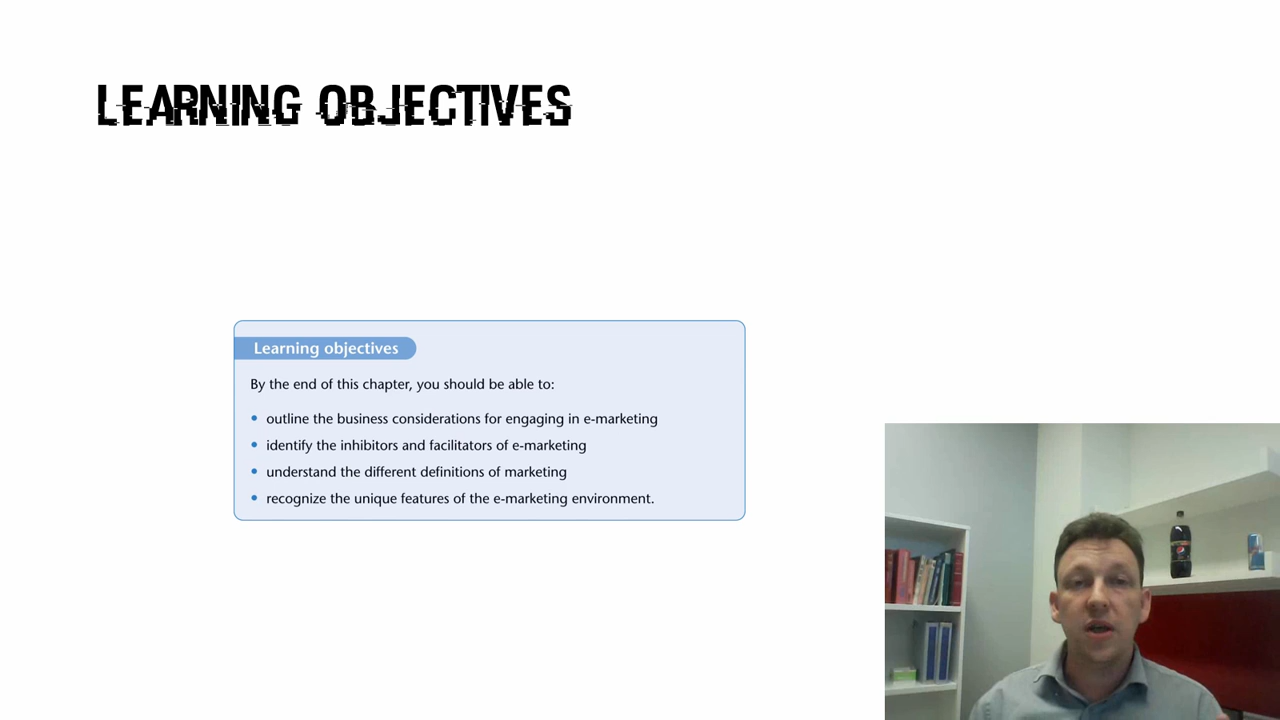 LEARNING OBJECTIVES
Learning objectives
By the end of this chapter, you should be able to:
• outline the business considerations for engaging in e-marketing
• identify the inhibitors and facilitators of e-marketing
• understand the different definitions of marketing
• recognize the unique features of the e-marketing environment.